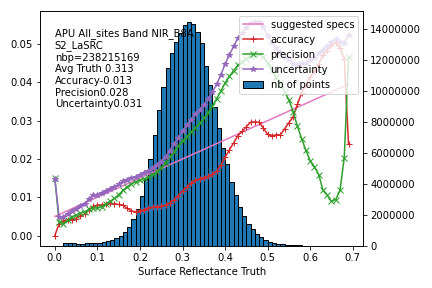 APU All_sites Band NIR_B8A
S2_LaSRC
nbp=238215169
Avg Truth 0.313
Accuracy-0.013
Precision0.028
Uncertainty0.031
suggested specs
accuracy
precision
uncertainty
nb of points
0.05
0.04
0.03
0.02
0.01
0.00
14000000
12000000
10000000
8000000
6000000
4000000
2000000
0
0.0 0.1 0.2 0.3 0.4 0.5 0.6 0.7
Surface Reflectance Truth